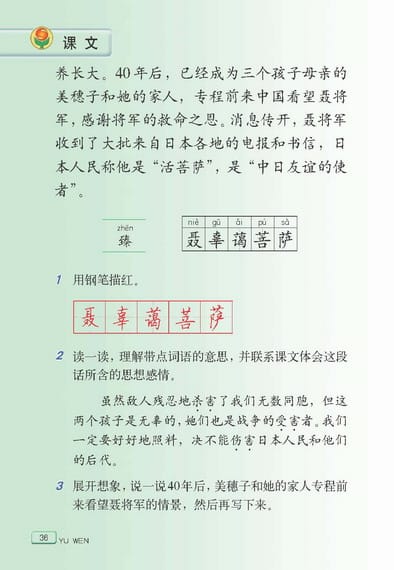 课文
养长大。40年后，已经成为三个孩子母亲的
美穗子和她的家人，专程前来中国看望聂将
军，感谢将军的救命之恩。消息传开，聂将军
收到了大批来自日本各地的电报和书信，日
本人民称他是“活菩萨”，是“中日友谊的使
者”。
zhēn
臻
niè gū ǎi pú sà
聂辜蔼菩萨
1 用钢笔描红。
聂辜蔼菩萨
2 读一读，理解带点词语的意思，并联系课文体会这段
话所含的思想感情。
虽然敌人残忍地杀害了我们无数同胞，但这
两个孩子是无辜的，她们也是战争的受害者。我们
一定要好好地照料，决不能伤害日本人民和他们
的后代。
3 展开想象，说一说40年后，美穗子和她的家人专程前
来看望聂将军的情景，然后再写下来。
36 YU WEN